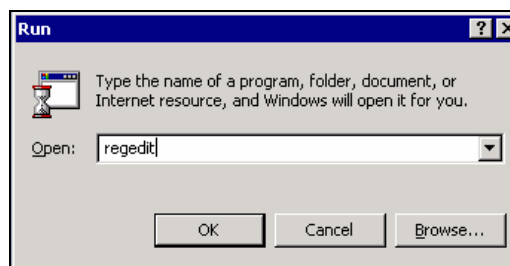 Run
Type the name of a program, folder, document, or
Internet resource, and Windows will open it for you.
Open: regedit
OK Cancel Browse...